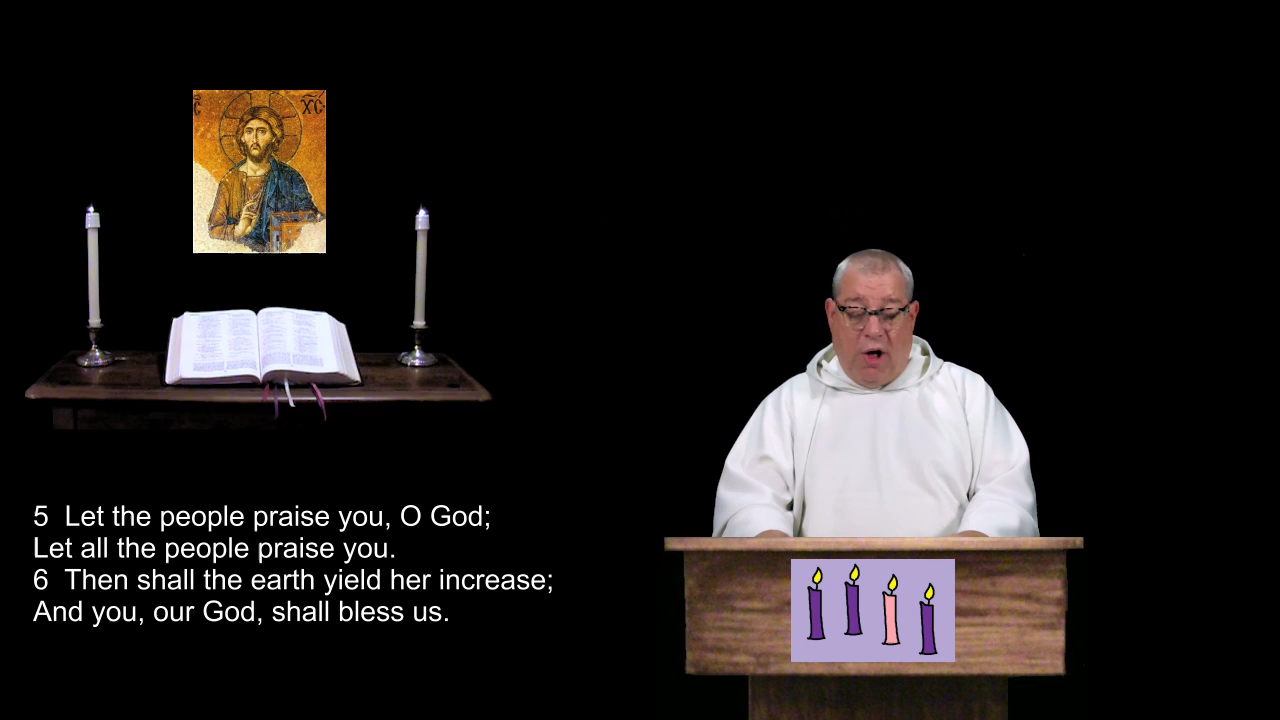 ΧC
5 Let the people praise you, O God;
Let all the people praise you.
6 Then shall the earth yield her increase;
And you, our God, shall bless us.